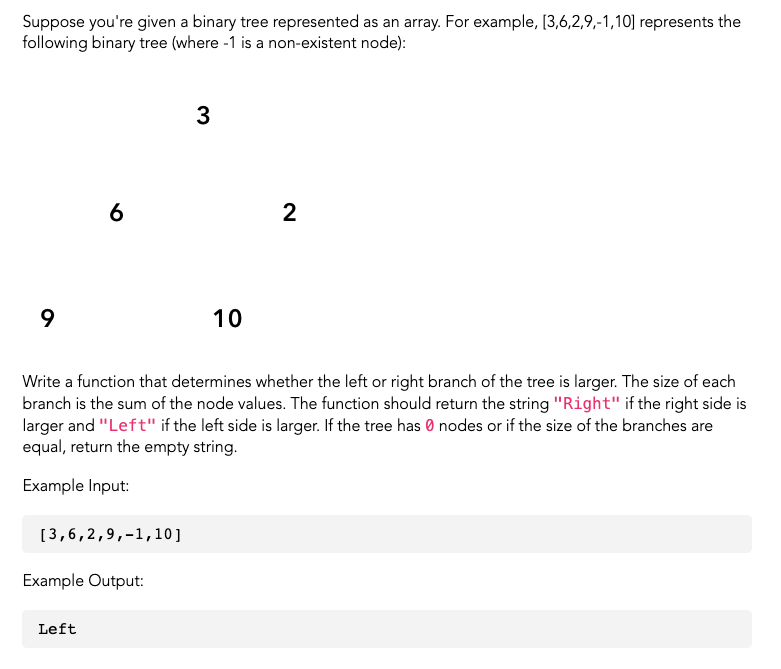 Suppose you're given a binary tree represented as an array. For example, [3,6,2,9,-1,10] represents the
following binary tree (where -1 is a non-existent node):
3
6 2
9 10
Write a function that determines whether the left or right branch of the tree is larger. The size of each
branch is the sum of the node values. The function should return the string "Right" if the right side is
larger and "Left" if the left side is larger. If the tree has 0 nodes or if the size of the branches are
equal, return the empty string.
Example Input:
[3,6,2,9,-1,10]
Example Output:
Left